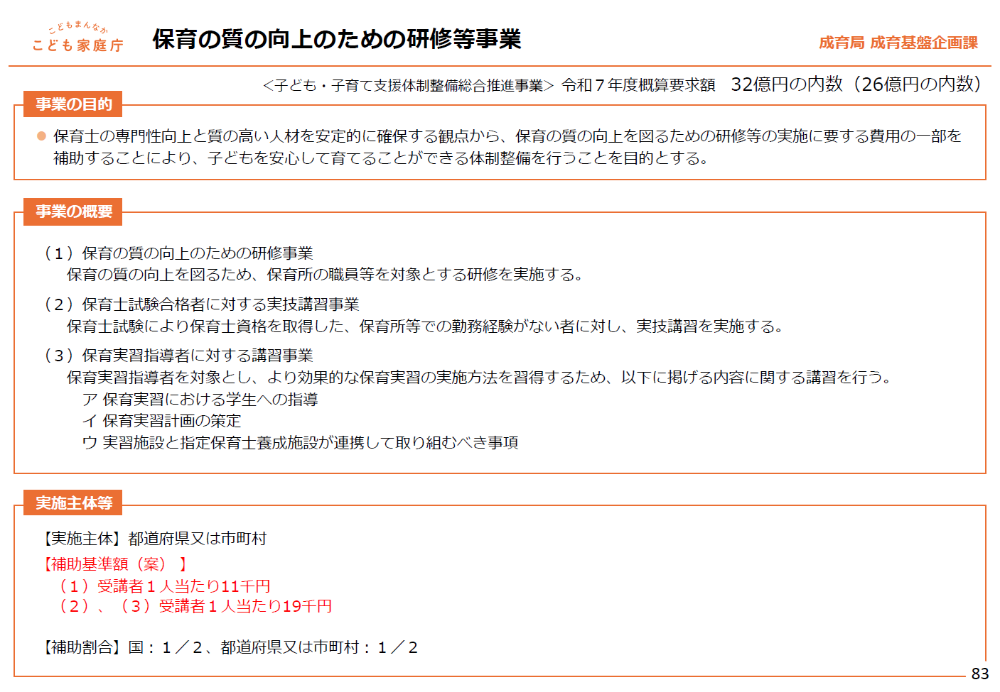 こどもまんなか
こども家庭庁
保育の質の向上のための研修等事業
成育局 成育基盤企画課
＜子ども・子育て支援体制整備総合推進事業＞ 令和７年度概算要求額　32億円の内数（26億円の内数）
事業の目的
● 保育士の専門性向上と質の高い人材を安定的に確保する観点から、保育の質の向上を図るための研修等の実施に要する費用の一部を
補助することにより、子どもを安心して育てることができる体制整備を行うことを目的とする。
事業の概要
（１）保育の質の向上のための研修事業
保育の質の向上を図るため、保育所の職員等を対象とする研修を実施する。
（２）保育士試験合格者に対する実技講習事業
保育士試験により保育士資格を取得した、保育所等での勤務経験がない者に対し、実技講習を実施する。
（３）保育実習指導者に対する講習事業
保育実習指導者を対象とし、より効果的な保育実習の実施方法を習得するため、以下に掲げる内容に関する講習を行う。
ア 保育実習における学生への指導
イ 保育実習計画の策定
ウ 実習施設と指定保育士養成施設が連携して取り組むべき事項
実施主体等
【実施主体】都道府県又は市町村
【補助基準額（案） 】
（１）受講者１人当たり11千円
（２）、（３）受講者１人当たり19千円
【補助割合】国：１／２、都道府県又は市町村：１／２
83